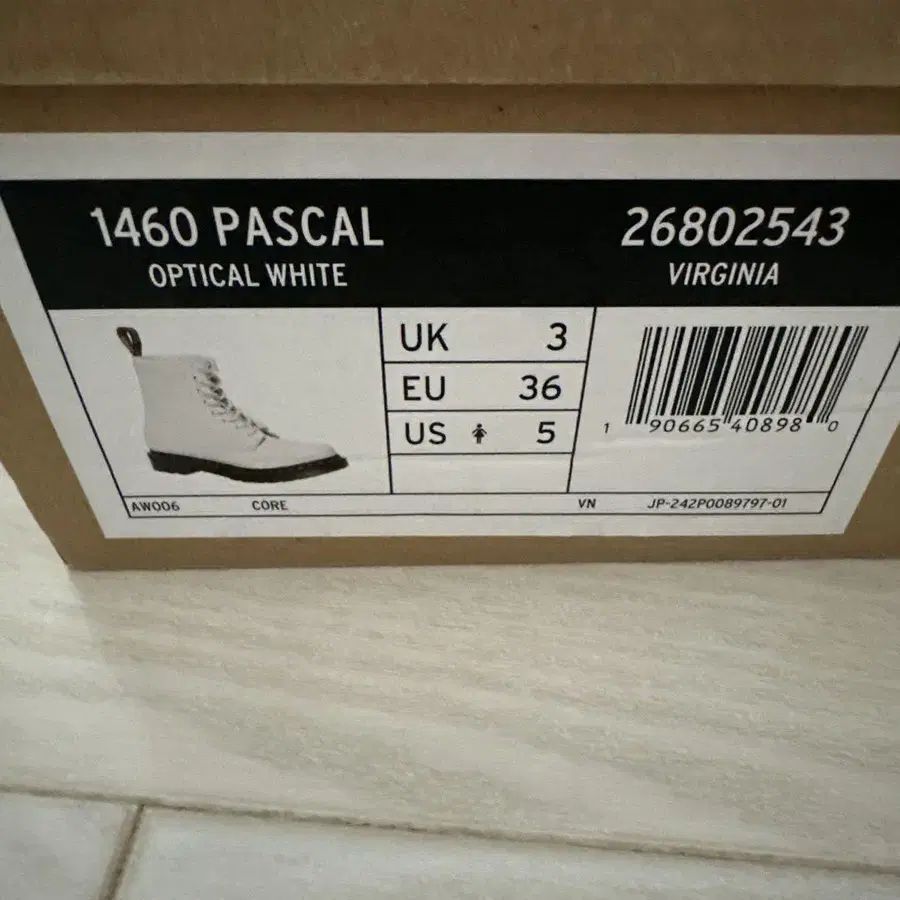 1460 PASCAL
OPTICAL WHITE
26802543
VIRGINIA
UK 3
EU 36
US 5
1 90665 40898 0
AW006 CORE VN JP-242P0089797-01